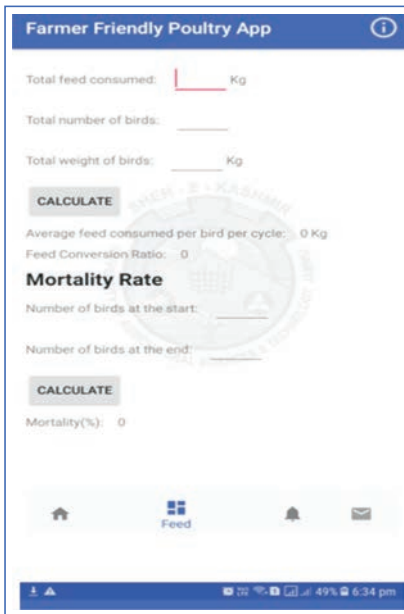 Farmer Friendly Poultry App
Total feed consumed: Kg
Total number of birds:
Total weight of birds: Kg
CALCULATE
Average feed consumed per bird per cycle: 0 Kg
Feed Conversion Ratio: 0
Mortality Rate
Number of birds at the start:
Number of birds at the end:
CALCULATE
Mortality(%): 0
Feed
49% 6:34 pm